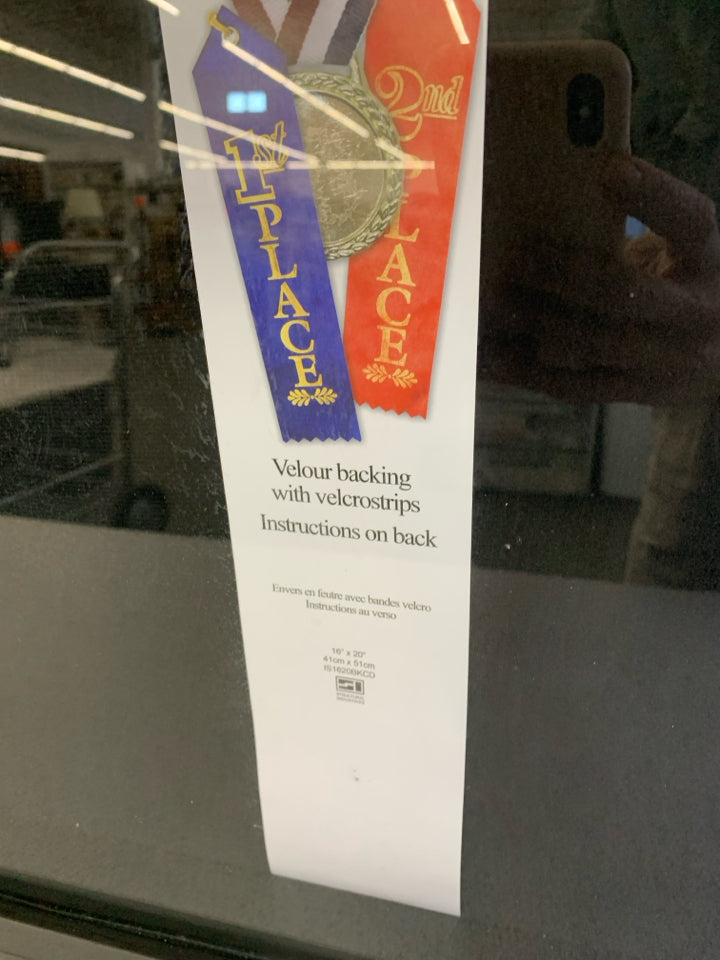 1st
PLACE
2nd
PLACE
Velour backing
with velcrostrips
Instructions on back
Envers en feutre avec bandes velcro
Instructions au verso
16" x 20"
41cm x 51cm
IS1620BKCD